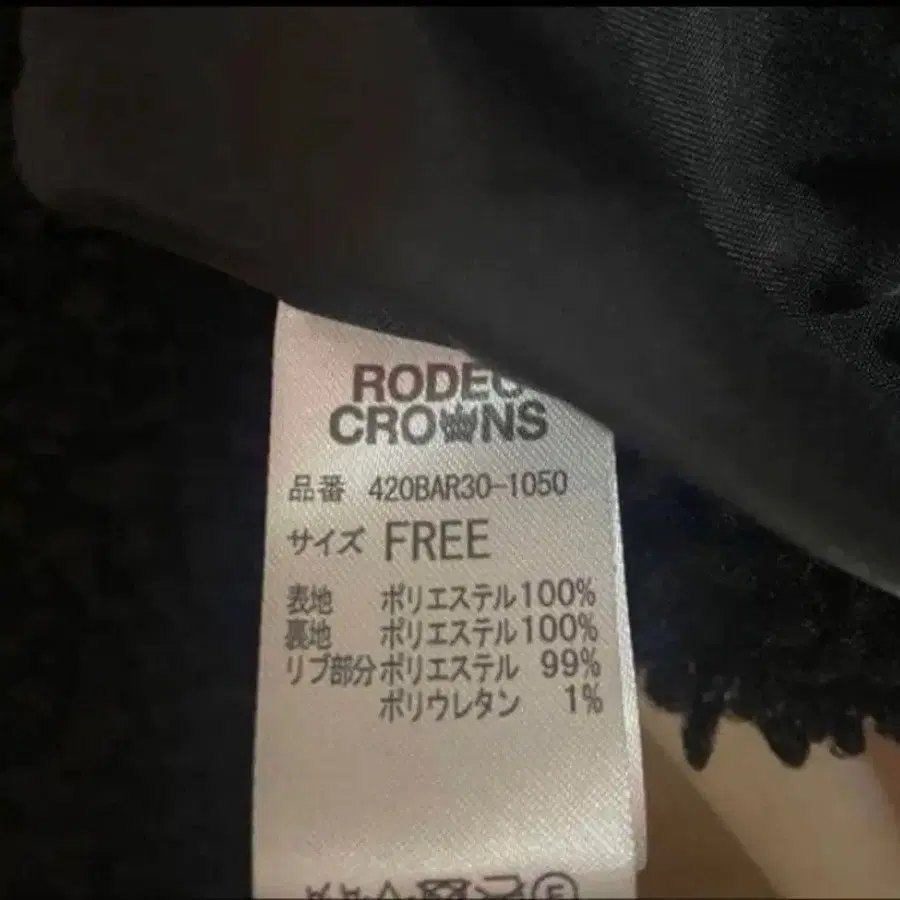 RODEO
CROWNS
品番 420BAR30-1050
サイズ FREE
表地 ポリエステル100%
裏地 ポリエステル100%
リブ部分ポリエステル 99%
ポリウレタン 1%